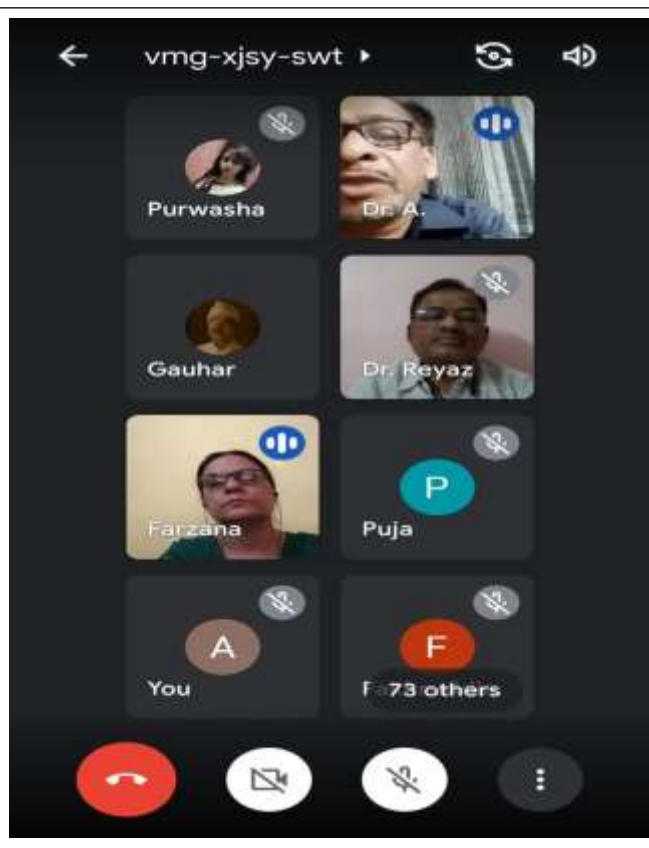 vmg-xjsy-swt
Purwasha
Dr. A.
Gauhar
Dr. Reyaz
Farzana
P
Puja
A
You
F
73 others